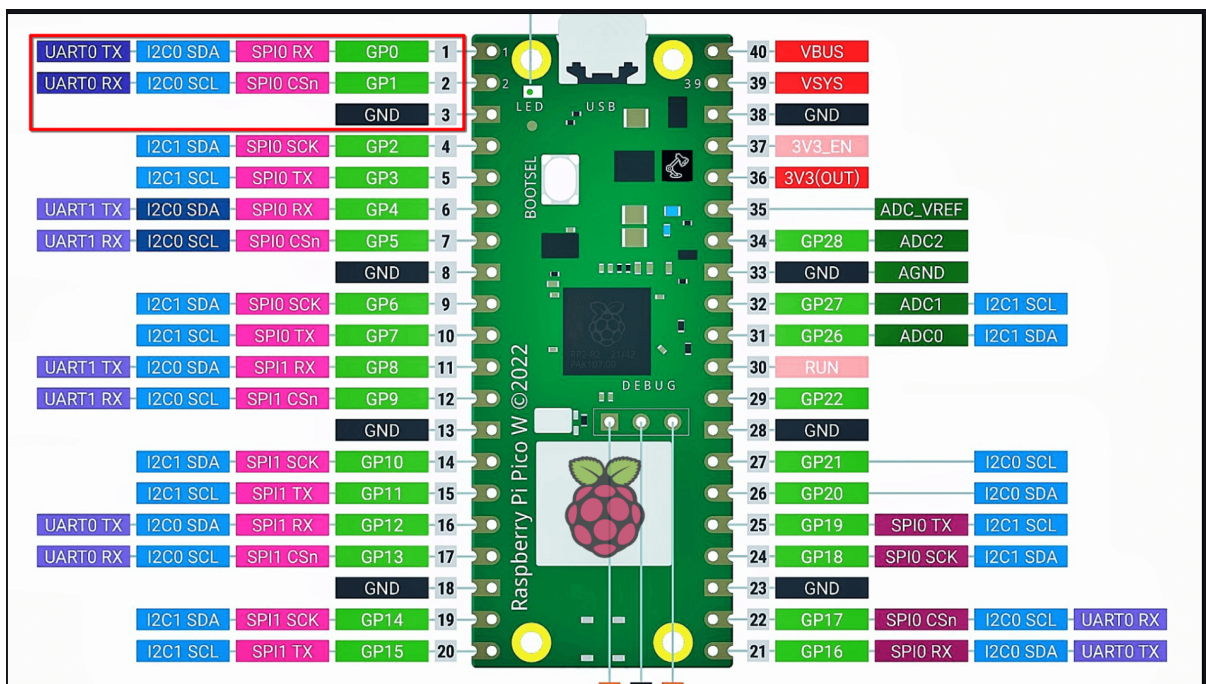 UART0 TX I2C0 SDA SPI0 RX GP0 1 1 40 VBUS
UART0 RX I2C0 SCL SPI0 CSn GP1 2 2 39 39 VSYS
GND 3 LED USB 38 GND
I2C1 SDA SPI0 SCK GP2 4 37 3V3_EN
I2C1 SCL SPI0 TX GP3 5 BOOTSEL 36 3V3(OUT)
UART1 TX I2C0 SDA SPI0 RX GP4 6 35 ADC_VREF
UART1 RX I2C0 SCL SPI0 CSn GP5 7 34 GP28 ADC2
GND 8 33 GND AGND
I2C1 SDA SPI0 SCK GP6 9 32 GP27 ADC1 I2C1 SCL
I2C1 SCL SPI0 TX GP7 10 31 GP26 ADC0 I2C1 SDA
UART1 TX I2C0 SDA SPI1 RX GP8 11 30 RUN
UART1 RX I2C0 SCL SPI1 CSn GP9 12 DEBUG 29 GP22
GND 13 28 GND
I2C1 SDA SPI1 SCK GP10 14 27 GP21 I2C0 SCL
I2C1 SCL SPI1 TX GP11 15 26 GP20 I2C0 SDA
UART0 TX I2C0 SDA SPI1 RX GP12 16 25 GP19 SPI0 TX I2C1 SCL
UART0 RX I2C0 SCL SPI1 CSn GP13 17 24 GP18 SPI0 SCK I2C1 SDA
GND 18 23 GND
I2C1 SDA SPI1 SCK GP14 19 22 GP17 SPI0 CSn I2C0 SCL UART0 RX
I2C1 SCL SPI1 TX GP15 20 21 GP16 SPI0 RX I2C0 SDA UART0 TX
Raspberry Pi Pico W ©2022